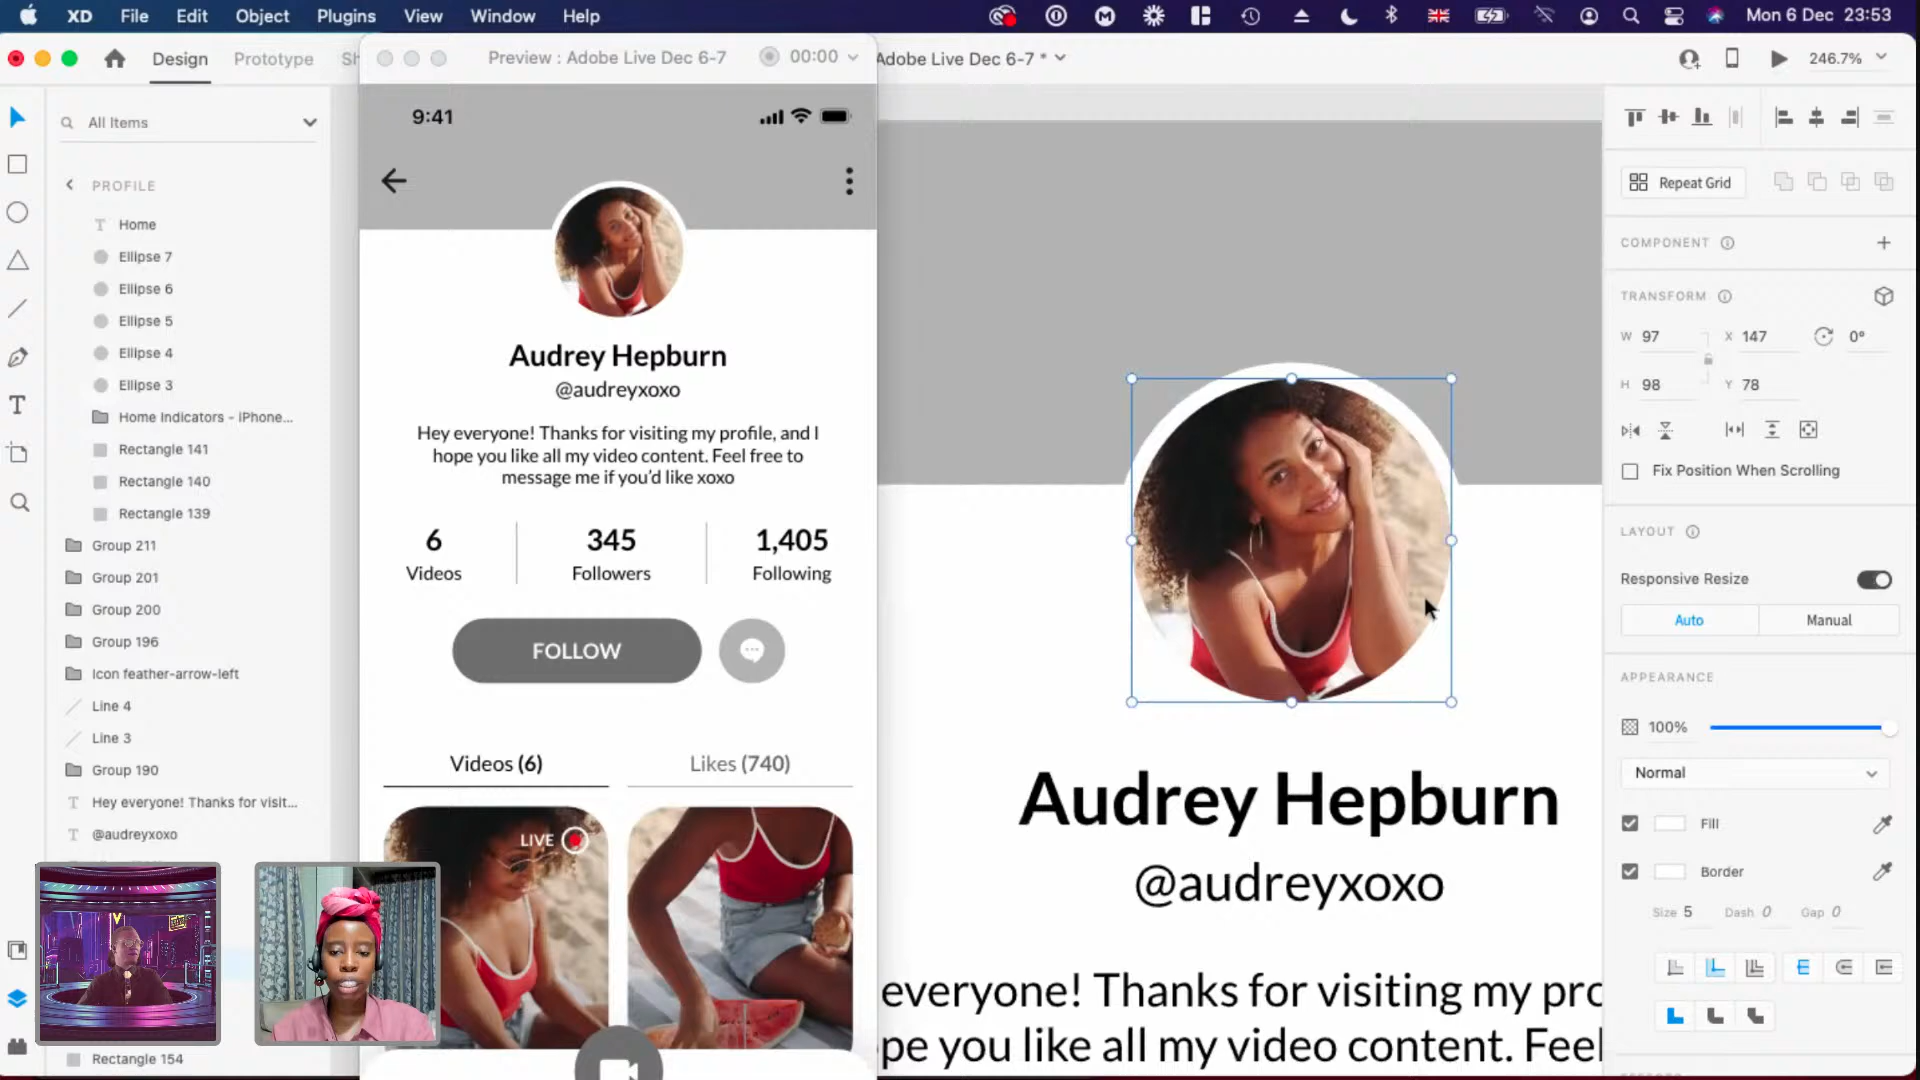 XD File Edit Object Plugins View Window Help Mon 6 Dec 23:53
Design Prototype Sh
Preview : Adobe Live Dec 6-7 00:00
Adobe Live Dec 6-7 *
246.7%
All Items
PROFILE
Home
Ellipse 7
Ellipse 6
Ellipse 5
Ellipse 4
Ellipse 3
Home Indicators - iPhone...
Rectangle 141
Rectangle 140
Rectangle 139
Group 211
Group 201
Group 200
Group 196
Icon feather-arrow-left
Line 4
Line 3
Group 190
Hey everyone! Thanks for visit...
@audreyxoxo
Rectangle 154
9:41
Audrey Hepburn
@audreyxoxo
Hey everyone! Thanks for visiting my profile, and I
hope you like all my video content. Feel free to
message me if you'd like xoxo
6 345 1,405
Videos Followers Following
FOLLOW
Videos (6) Likes (740)
LIVE
Audrey Hepburn
@audreyxoxo
everyone! Thanks for visiting my pro
pe you like all my video content. Feel
Repeat Grid
COMPONENT
TRANSFORM
W 97 X 147 0°
H 98 Y 78
Fix Position When Scrolling
LAYOUT
Responsive Resize
Auto Manual
APPEARANCE
100%
Normal
Fill
Border
Size 5 Dash 0 Gap 0